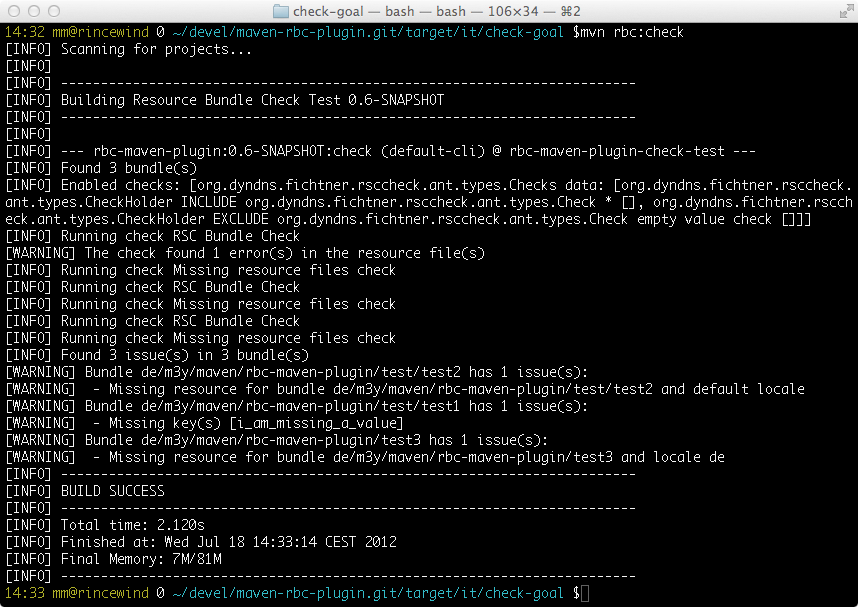 check-goal — bash — bash — 106×34 — ⌘2
14:32 mm@rincewind 0 ~/devel/maven-rbc-plugin.git/target/it/check-goal $mvn rbc:check
[INFO] Scanning for projects...
[INFO]
[INFO] ------------------------------------------------------------------------
[INFO] Building Resource Bundle Check Test 0.6-SNAPSHOT
[INFO] ------------------------------------------------------------------------
[INFO]
[INFO] --- rbc-maven-plugin:0.6-SNAPSHOT:check (default-cli) @ rbc-maven-plugin-check-test ---
[INFO] Found 3 bundle(s)
[INFO] Enabled checks: [org.dyndns.fichtner.rsccheck.ant.types.Checks data: [org.dyndns.fichtner.rsccheck.
ant.types.CheckHolder INCLUDE org.dyndns.fichtner.rsccheck.ant.types.Check * [], org.dyndns.fichtner.rscch
eck.ant.types.CheckHolder EXCLUDE org.dyndns.fichtner.rsccheck.ant.types.Check empty value check []]]
[INFO] Running check RSC Bundle Check
[WARNING] The check found 1 error(s) in the resource file(s)
[INFO] Running check Missing resource files check
[INFO] Running check RSC Bundle Check
[INFO] Running check Missing resource files check
[INFO] Running check RSC Bundle Check
[INFO] Running check Missing resource files check
[INFO] Found 3 issue(s) in 3 bundle(s)
[WARNING] Bundle de/m3y/maven/rbc-maven-plugin/test/test2 has 1 issue(s):
[WARNING]  - Missing resource for bundle de/m3y/maven/rbc-maven-plugin/test/test2 and default locale
[WARNING] Bundle de/m3y/maven/rbc-maven-plugin/test/test1 has 1 issue(s):
[WARNING]  - Missing key(s) [i_am_missing_a_value]
[WARNING] Bundle de/m3y/maven/rbc-maven-plugin/test3 has 1 issue(s):
[WARNING]  - Missing resource for bundle de/m3y/maven/rbc-maven-plugin/test3 and locale de
[INFO] ------------------------------------------------------------------------
[INFO] BUILD SUCCESS
[INFO] ------------------------------------------------------------------------
[INFO] Total time: 2.120s
[INFO] Finished at: Wed Jul 18 14:33:14 CEST 2012
[INFO] Final Memory: 7M/81M
[INFO] ------------------------------------------------------------------------
14:33 mm@rincewind 0 ~/devel/maven-rbc-plugin.git/target/it/check-goal $